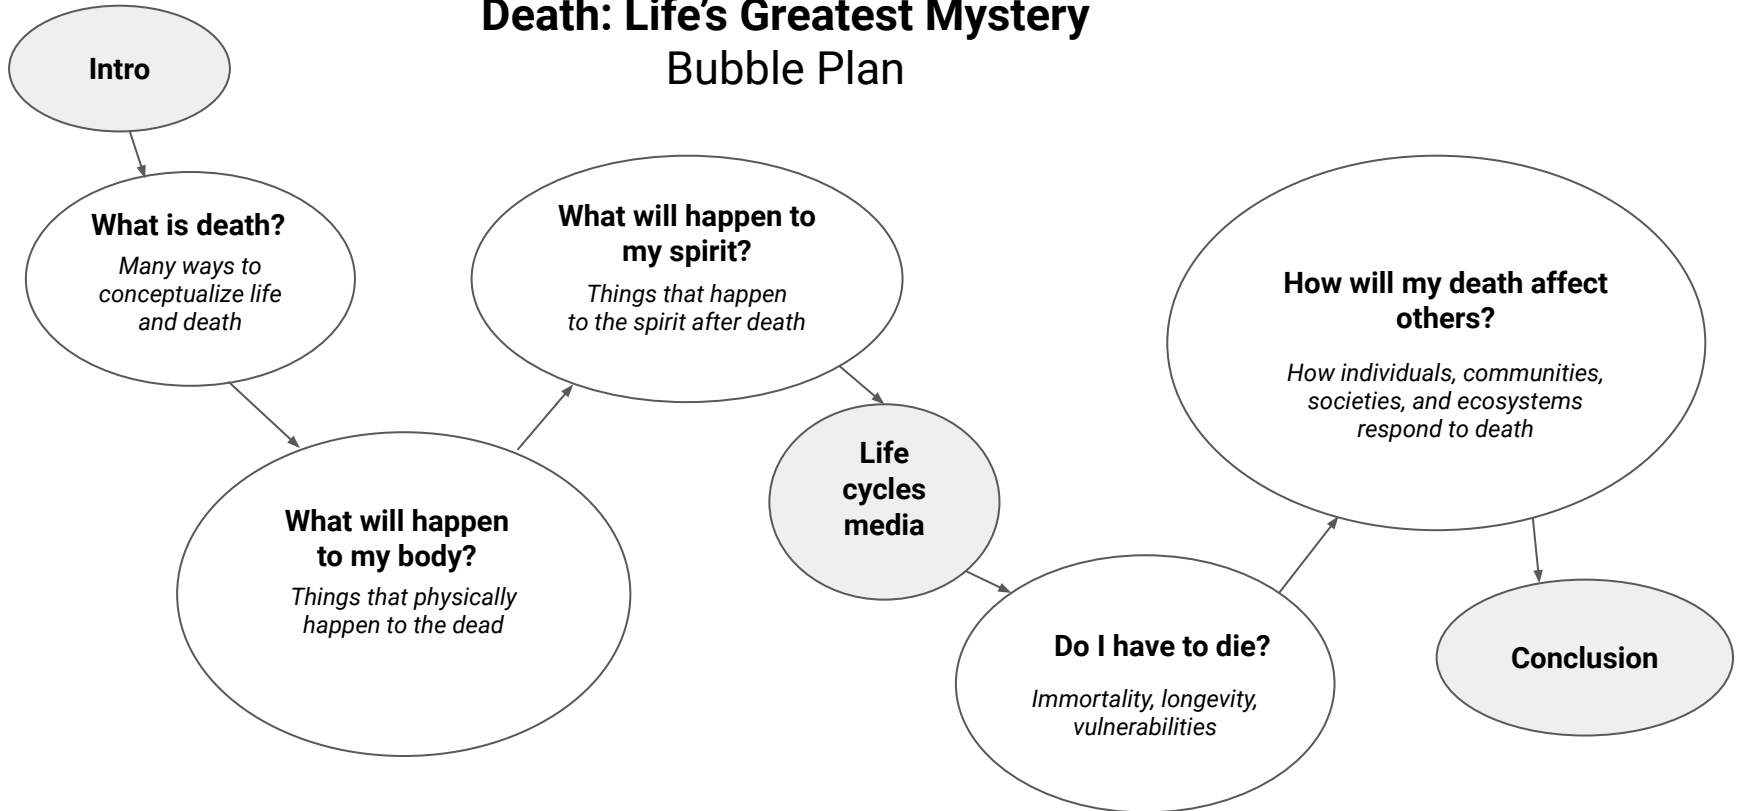 Death: Life's Greatest Mystery
Bubble Plan
Intro
What is death?
Many ways to
conceptualize life
and death
What will happen
to my body?
Things that physically
happen to the dead
What will happen to
my spirit?
Things that happen
to the spirit after death
Life
cycles
media
Do I have to die?
Immortality, longevity,
vulnerabilities
How will my death affect
others?
How individuals, communities,
societies, and ecosystems
respond to death
Conclusion